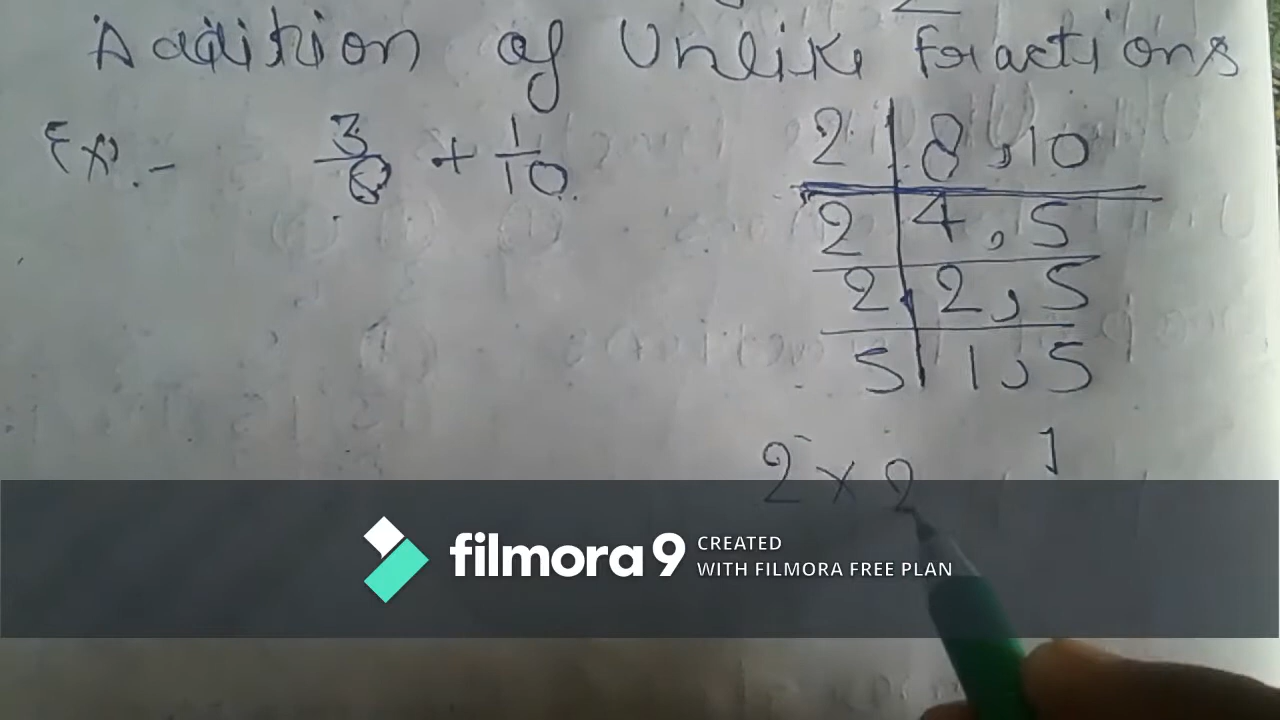 Addition of Unlike fractions
Ex:- 3/8 + 1/10
2 | 8, 10
2 | 4, 5
2 | 2, 5
5 | 1, 5
1
2 x 2
filmora 9 CREATED
WITH FILMORA FREE PLAN